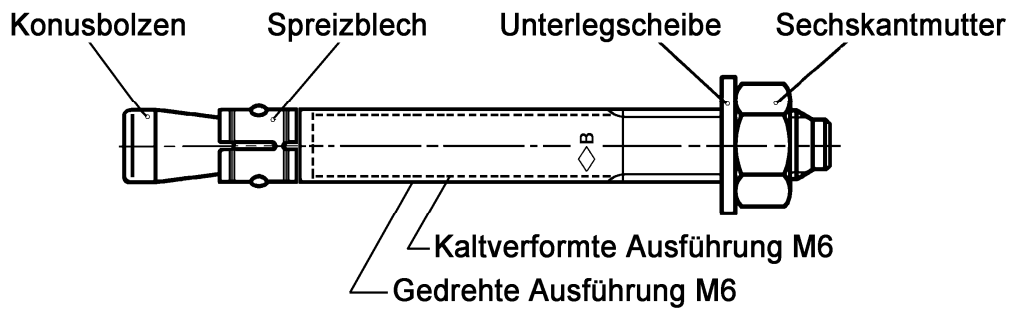 Konusbolzen Spreizblech Unterlegscheibe Sechskantmutter
B
Kaltverformte Ausführung M6
Gedrehte Ausführung M6